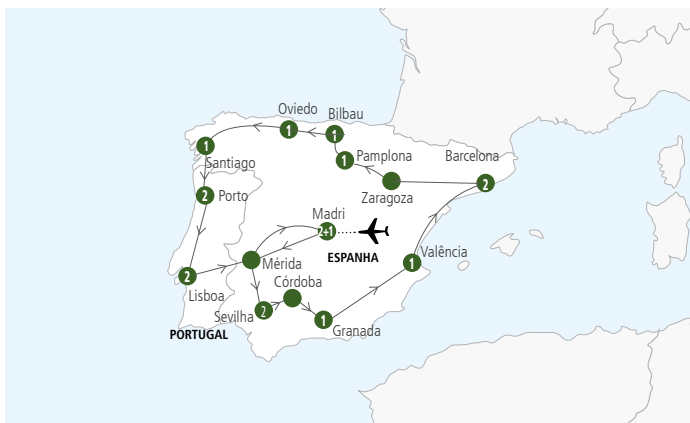 Oviedo
Bilbau
1
1
1
Santiago
1
Pamplona
Barcelona
2
Porto
Zaragoza
2
Madri
2+1
ESPANHA
Valência
1
Mérida
2
Lisboa
Córdoba
Sevilha
2
1
Granada
PORTUGAL